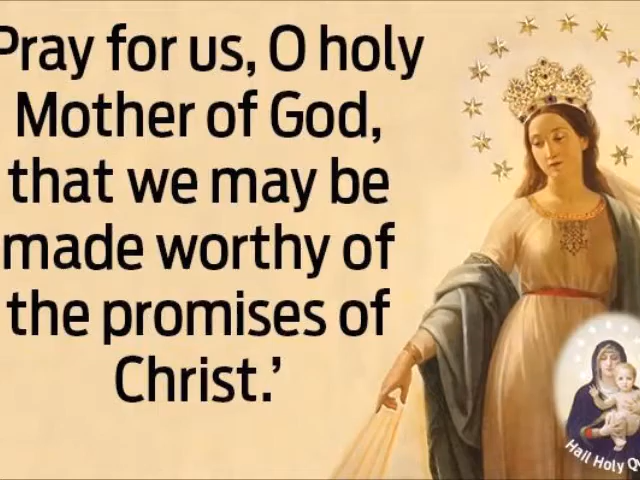 Pray for us, O holy
Mother of God,
that we may be
made worthy of
the promises of
Christ.’
Hail Holy Qu